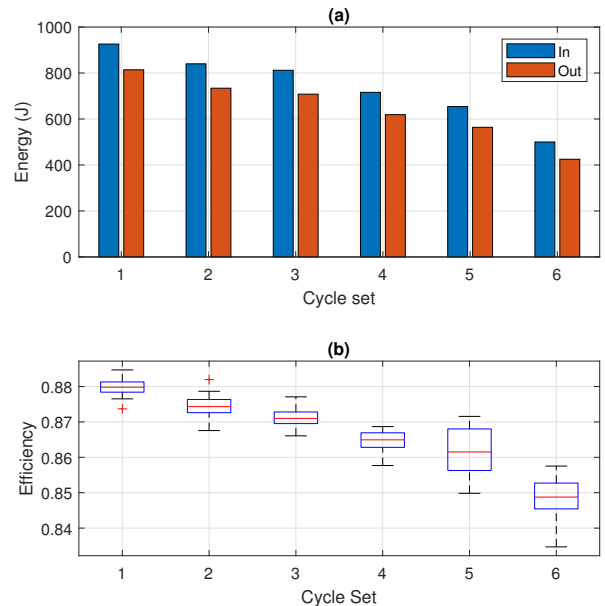 (a)
1000
800
600
400
200
0
Energy (J)
In
Out
1 2 3 4 5 6
Cycle set
(b)
0.88
0.87
0.86
0.85
0.84
Efficiency
1 2 3 4 5 6
Cycle Set